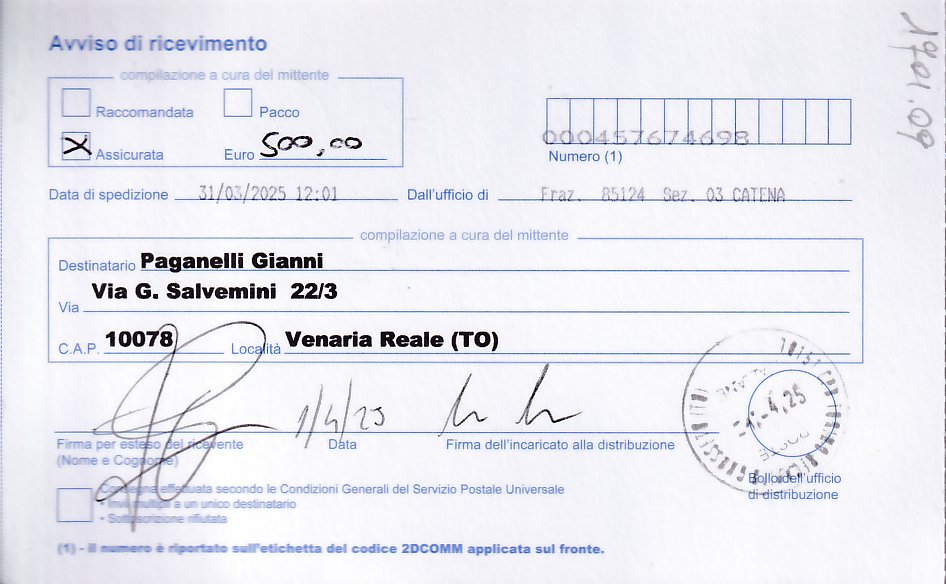 Avviso di ricevimento
1701.09
compilazione a cura del mittente
Raccomandata Pacco
X Assicurata Euro 500,00
000457674698
Numero (1)
Data di spedizione 31/03/2025 12:01 Dall'ufficio di Fraz. 85124 Sez. 03 CATENA
compilazione a cura del mittente
Destinatario Paganelli Gianni
Via G. Salvemini 22/3
Via
C.A.P. 10078 Località Venaria Reale (TO)
1/4/25
-1.-4.25
Firma per esteso del ricevente Data Firma dell'incaricato alla distribuzione
(Nome e Cognome)
Bollo dell'ufficio
di distribuzione
Consegna effettuata secondo le Condizioni Generali del Servizio Postale Universale
• Invii multipli a un unico destinatario
• Sottoscrizione rifiutata
(1) - il numero è riportato sull'etichetta del codice 2DCOMM applicata sul fronte.